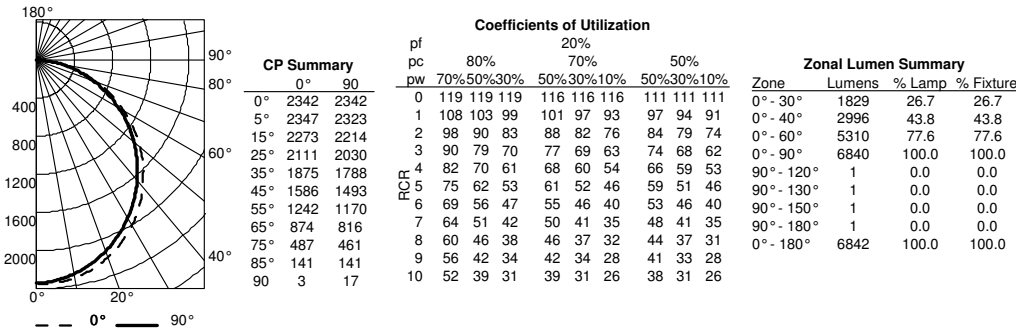 180°
90°
80°
60°
40°
400
800
1200
1600
2000
0° 20°
0° 90°
CP Summary
0° 90
0° 2342 2342
5° 2347 2323
15° 2273 2214
25° 2111 2030
35° 1875 1788
45° 1586 1493
55° 1242 1170
65° 874 816
75° 487 461
85° 141 141
90 3 17
Coefficients of Utilization
pf 20%
pc 80% 70% 50%
pw 70%50%30% 50%30%10% 50%30%10%
RCR
0 119 119 119 116 116 116 111 111 111
1 108 103 99 101 97 93 97 94 91
2 98 90 83 88 82 76 84 79 74
3 90 79 70 77 69 63 74 68 62
4 82 70 61 68 60 54 66 59 53
5 75 62 53 61 52 46 59 51 46
6 69 56 47 55 46 40 53 46 40
7 64 51 42 50 41 35 48 41 35
8 60 46 38 46 37 32 44 37 31
9 56 42 34 42 34 28 41 33 28
10 52 39 31 39 31 26 38 31 26
Zonal Lumen Summary
Zone Lumens % Lamp % Fixture
0° - 30° 1829 26.7 26.7
0° - 40° 2996 43.8 43.8
0° - 60° 5310 77.6 77.6
0° - 90° 6840 100.0 100.0
90° - 120° 1 0.0 0.0
90° - 130° 1 0.0 0.0
90° - 150° 1 0.0 0.0
90° - 180° 1 0.0 0.0
0° - 180° 6842 100.0 100.0